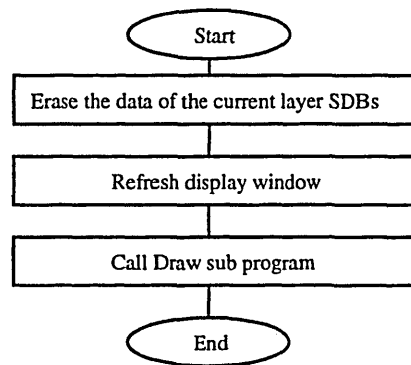 Start
Erase the data of the current layer SDBs
Refresh display window
Call Draw sub program
End